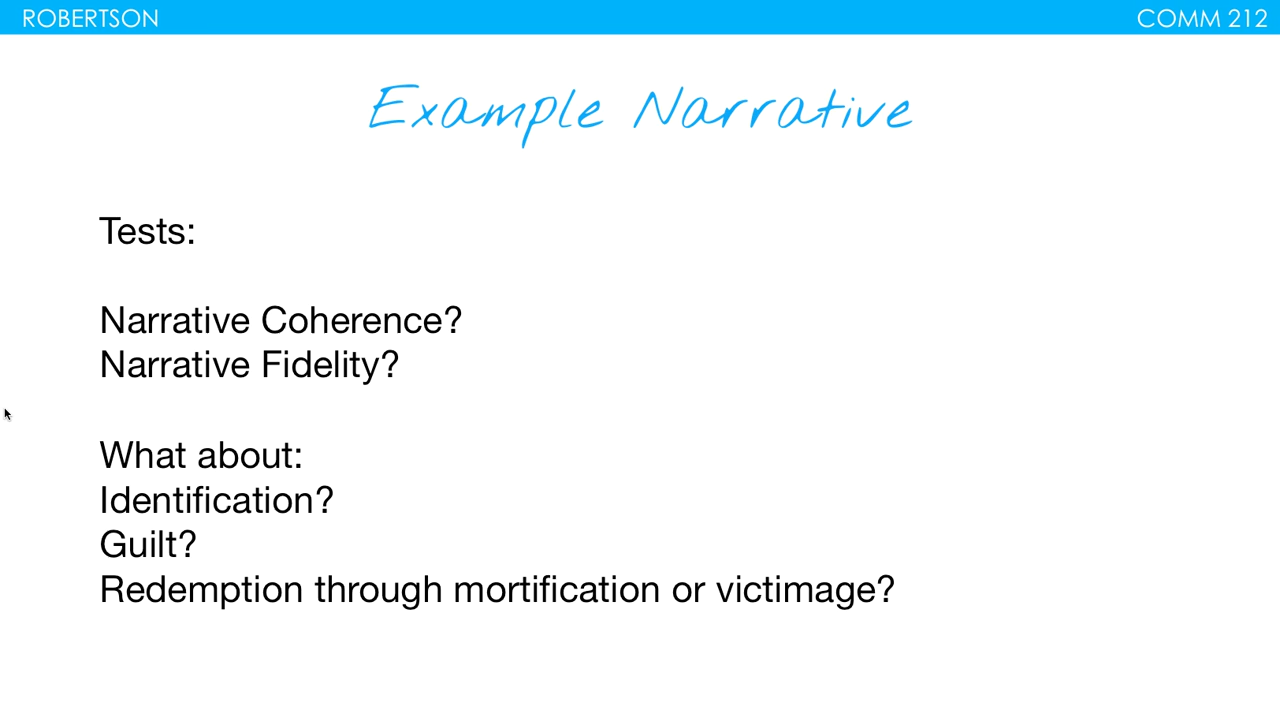 ROBERTSON
COMM 212
Example Narrative
Tests:
Narrative Coherence?
Narrative Fidelity?
What about:
Identification?
Guilt?
Redemption through mortification or victimage?